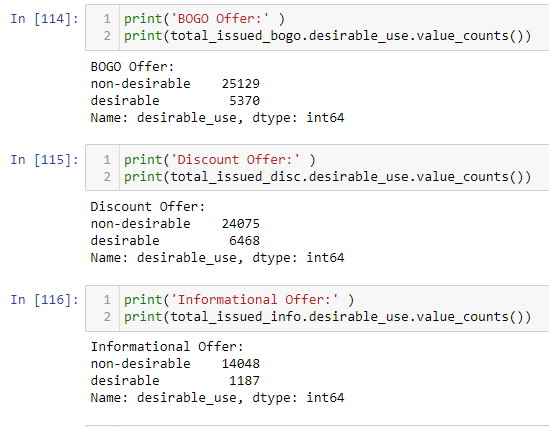 In [114]:
1 print('BOGO Offer:' )
2 print(total_issued_bogo.desirable_use.value_counts())
BOGO Offer:
non-desirable    25129
desirable         5370
Name: desirable_use, dtype: int64
In [115]:
1 print('Discount Offer:' )
2 print(total_issued_disc.desirable_use.value_counts())
Discount Offer:
non-desirable    24075
desirable         6468
Name: desirable_use, dtype: int64
In [116]:
1 print('Informational Offer:' )
2 print(total_issued_info.desirable_use.value_counts())
Informational Offer:
non-desirable    14048
desirable         1187
Name: desirable_use, dtype: int64